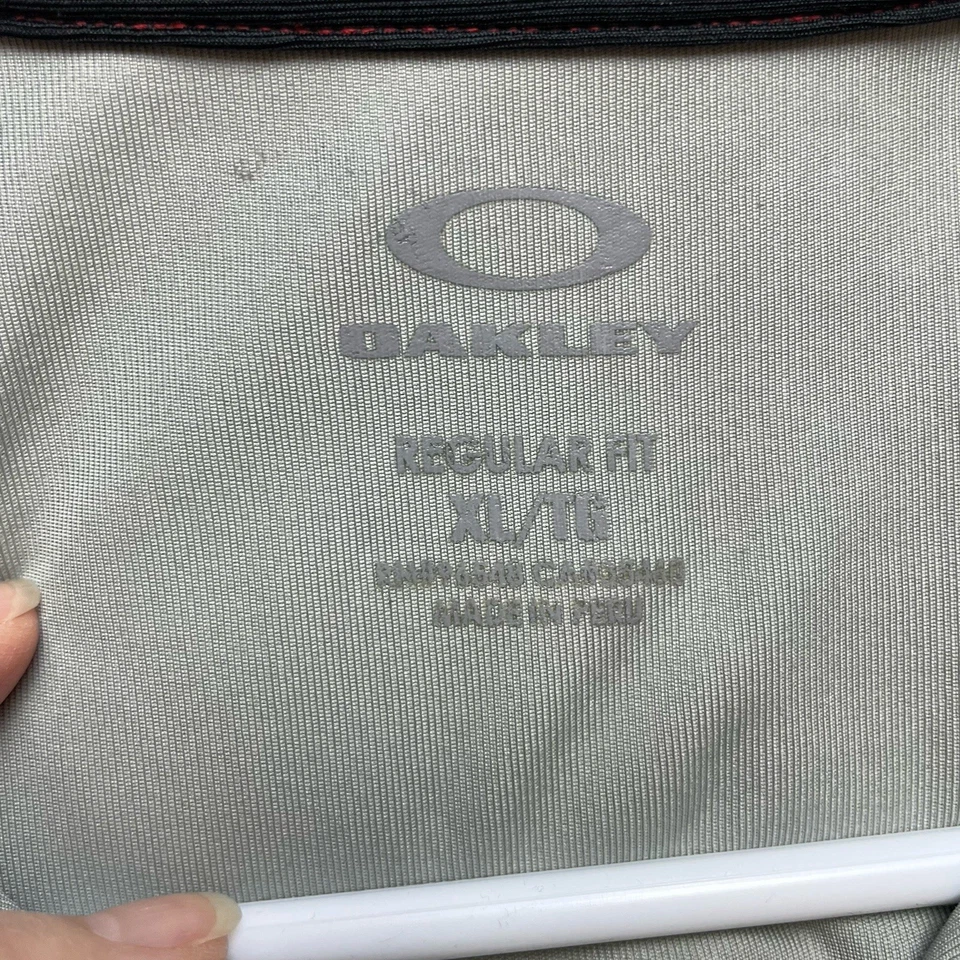 OAKLEY
REGULAR FIT
XL/TG
MADE IN PERU